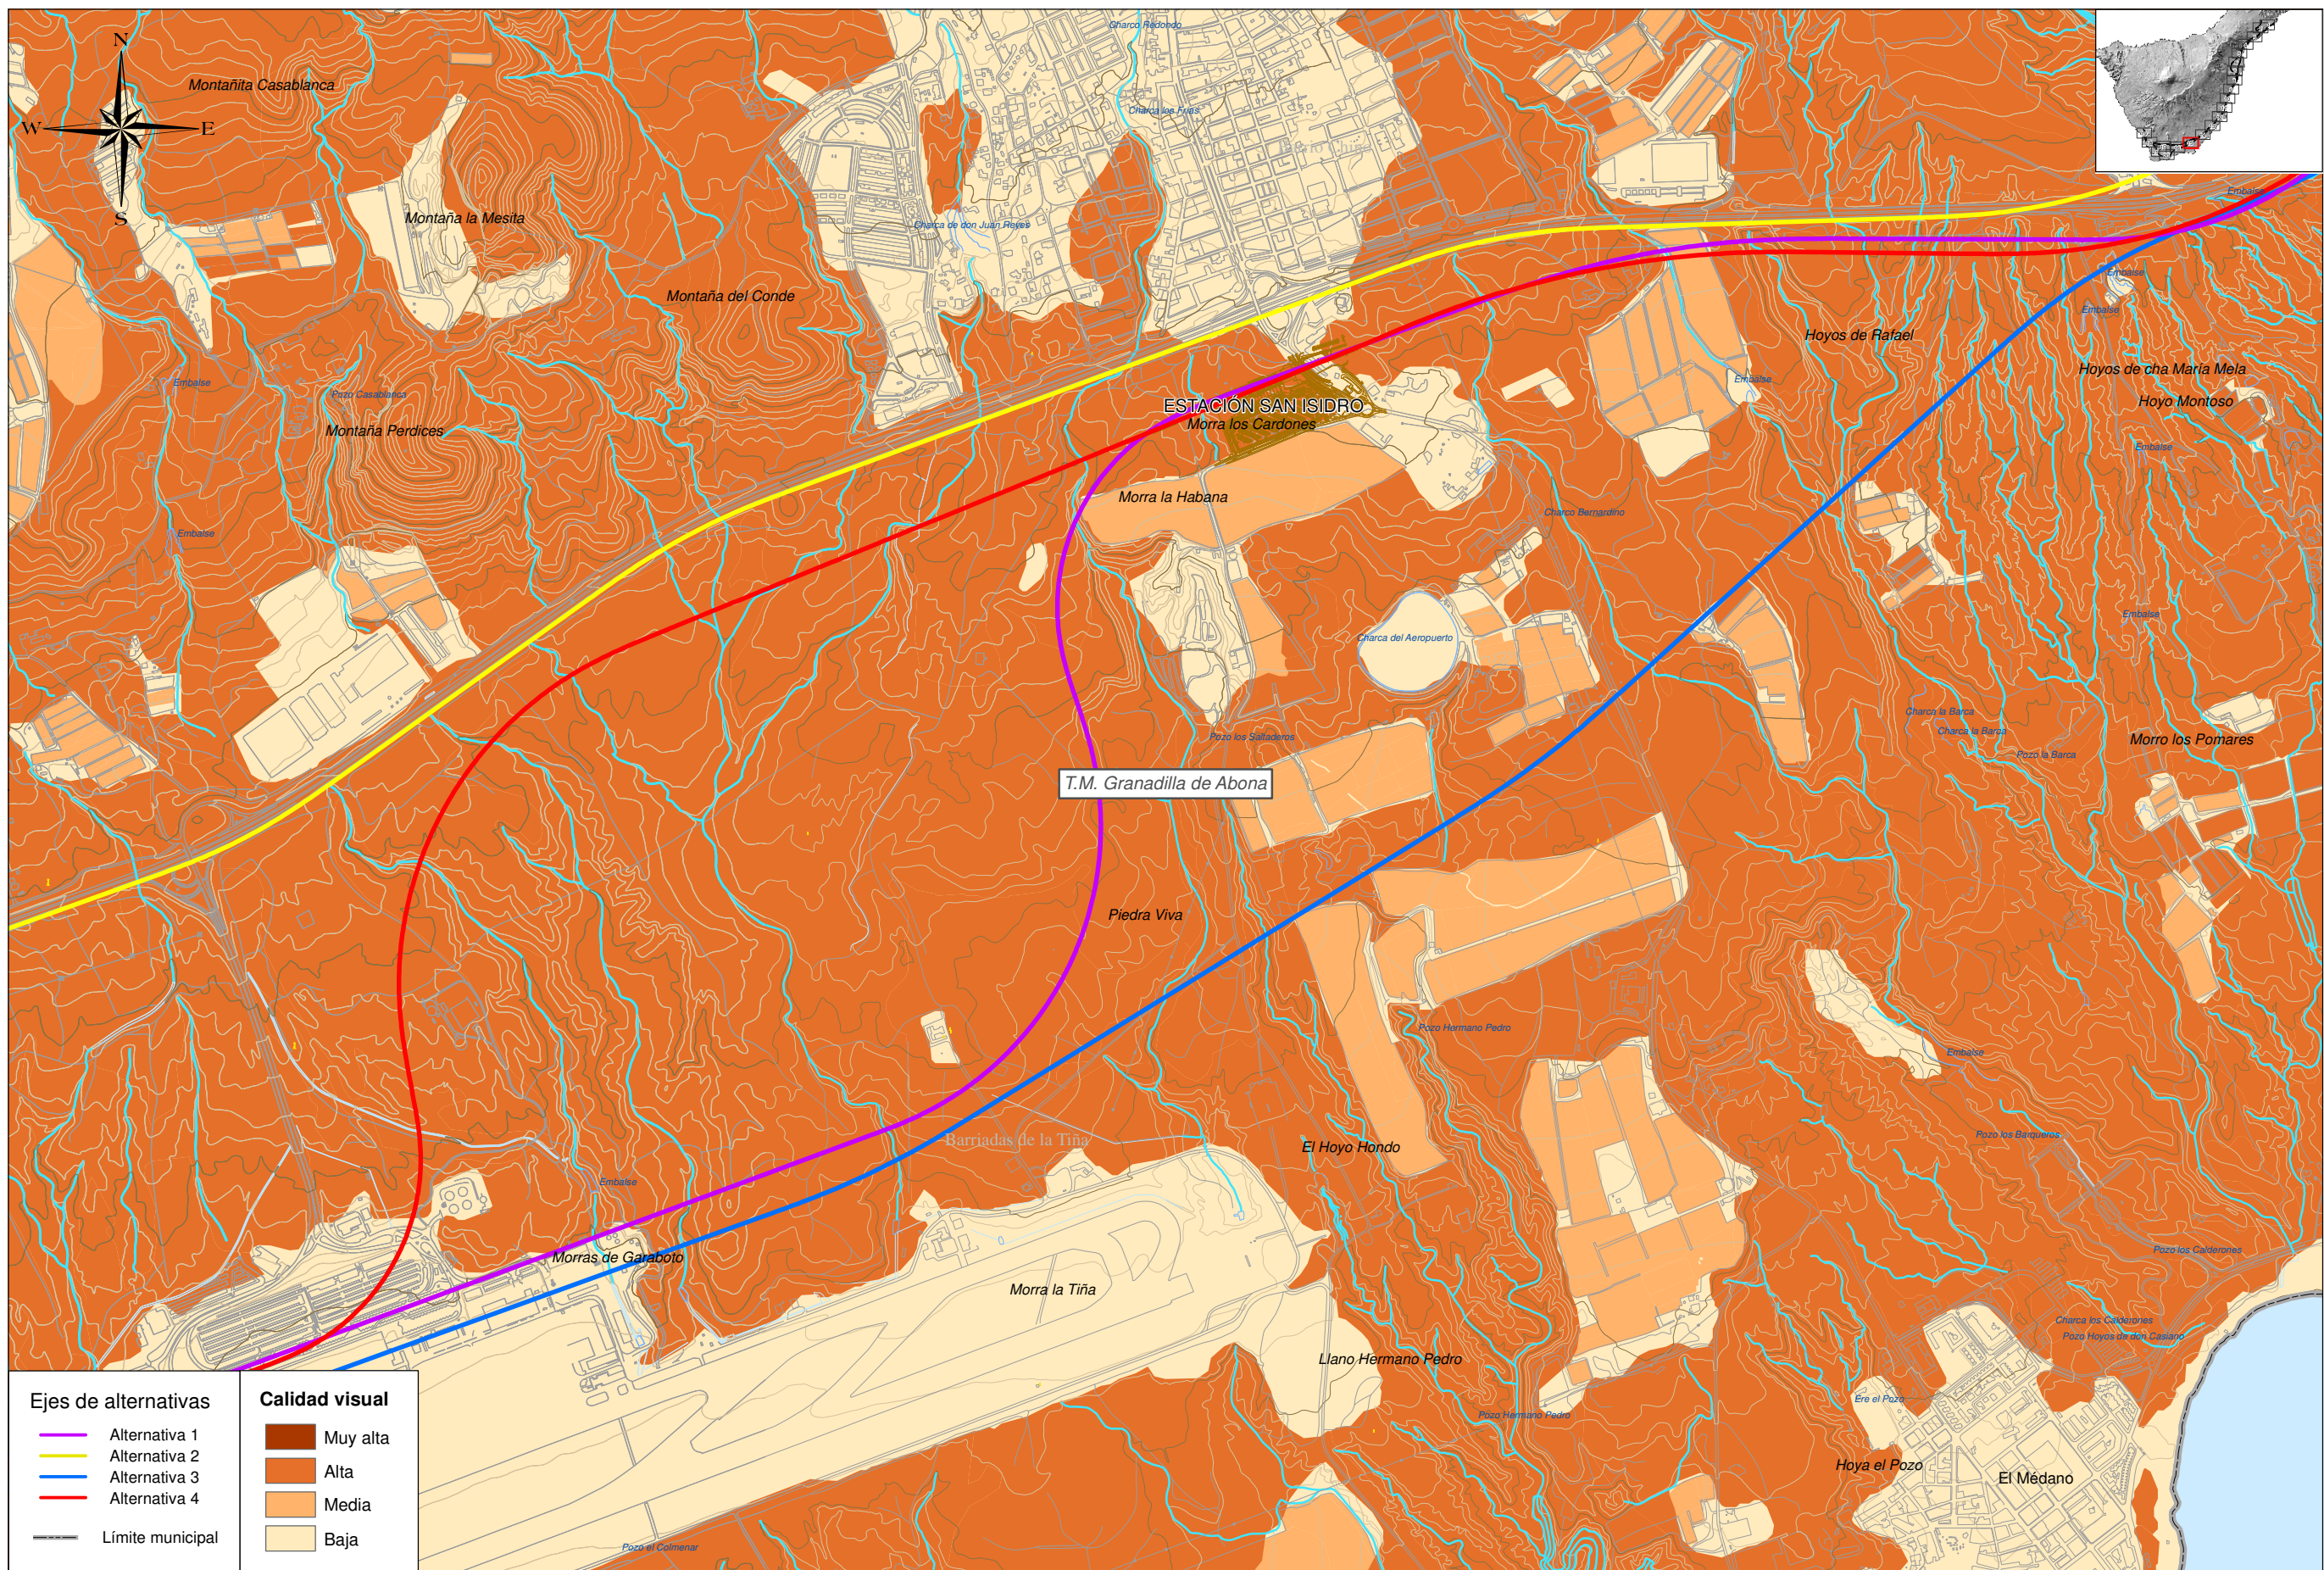 N
W
E
S
Charco Redondo
Montañita Casablanca
Charca los Frías
Embalse
Montaña la Mesita
Charca de don Juan Reyes
Embalse
Montaña del Conde
Embalse
Hoyos de Rafael
Hoyos de cha María Mela
Embalse
Embalse
Pozo Casablanca
Hoyo Montoso
ESTACIÓN SAN ISIDRO
Morra los Cardones
Montaña Perdices
Embalse
Morra la Habana
Charco Bernardino
Embalse
Embalse
Charca del Aeropuerto
Charca la Barca
Charca la Barca
Pozo los Saltaderos
Morro los Pomares
Pozo la Barca
T.M. Granadilla de Abona
Piedra Viva
Pozo Hermano Pedro
Embalse
Barriadas de la Tiña
Pozo los Barqueros
El Hoyo Hondo
Embalse
Pozo los Calderones
Morras de Garaboto
Morra la Tiña
Charca los Calderones
Pozo Hoyos de don Casiano
Llano Hermano Pedro
Ere el Pozo
Pozo Hermano Pedro
Hoya el Pozo
El Médano
Pozo el Colmenar
Ejes de alternativas
Alternativa 1
Alternativa 2
Alternativa 3
Alternativa 4
Límite municipal
Calidad visual
Muy alta
Alta
Media
Baja